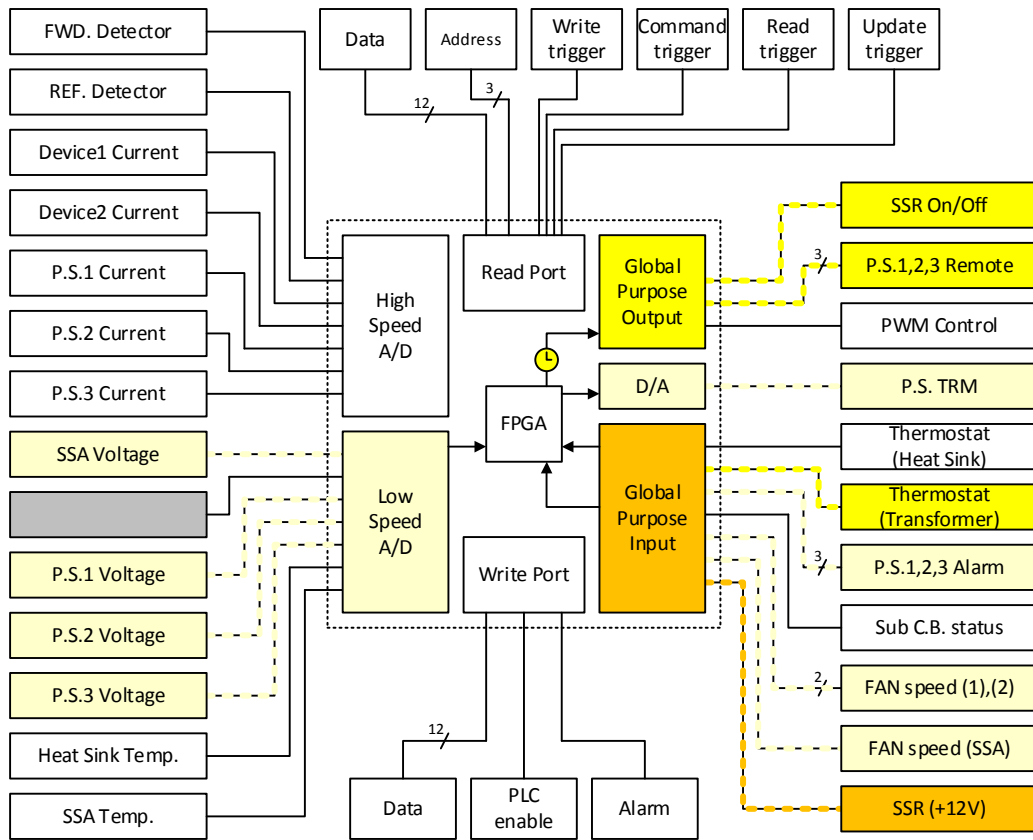 FWD. Detector
REF. Detector
Device1 Current
Device2 Current
P.S.1 Current
P.S.2 Current
P.S.3 Current
SSA Voltage
P.S.1 Voltage
P.S.2 Voltage
P.S.3 Voltage
Heat Sink Temp.
SSA Temp.
Data
Address
Write
trigger
Command
trigger
Read
trigger
Update
trigger
12
3
High
Speed
A/D
Read Port
Global
Purpose
Output
FPGA
D/A
Low
Speed
A/D
Write Port
Global
Purpose
Input
12
Data
PLC
enable
Alarm
SSR On/Off
3
P.S.1,2,3 Remote
PWM Control
P.S. TRM
Thermostat
(Heat Sink)
Thermostat
(Transformer)
3
P.S.1,2,3 Alarm
Sub C.B. status
2
FAN speed (1),(2)
FAN speed (SSA)
SSR (+12V)